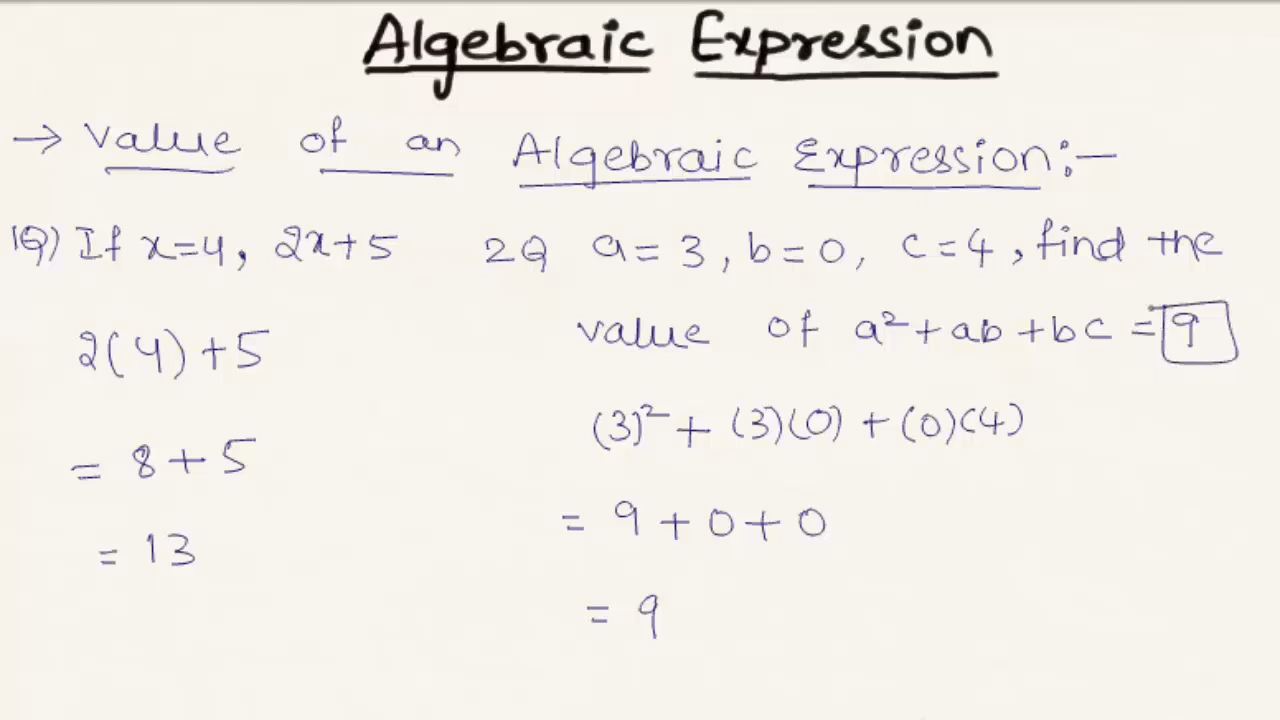 Algebraic Expression
→ Value of an Algebraic Expression:-
1Q) If x=4, 2x+5
2(4)+5
= 8+5
= 13
2Q a=3, b=0, c=4, find the
value of a²+ab+bc = 9
(3)²+(3)(0)+(0)(4)
= 9+0+0
= 9